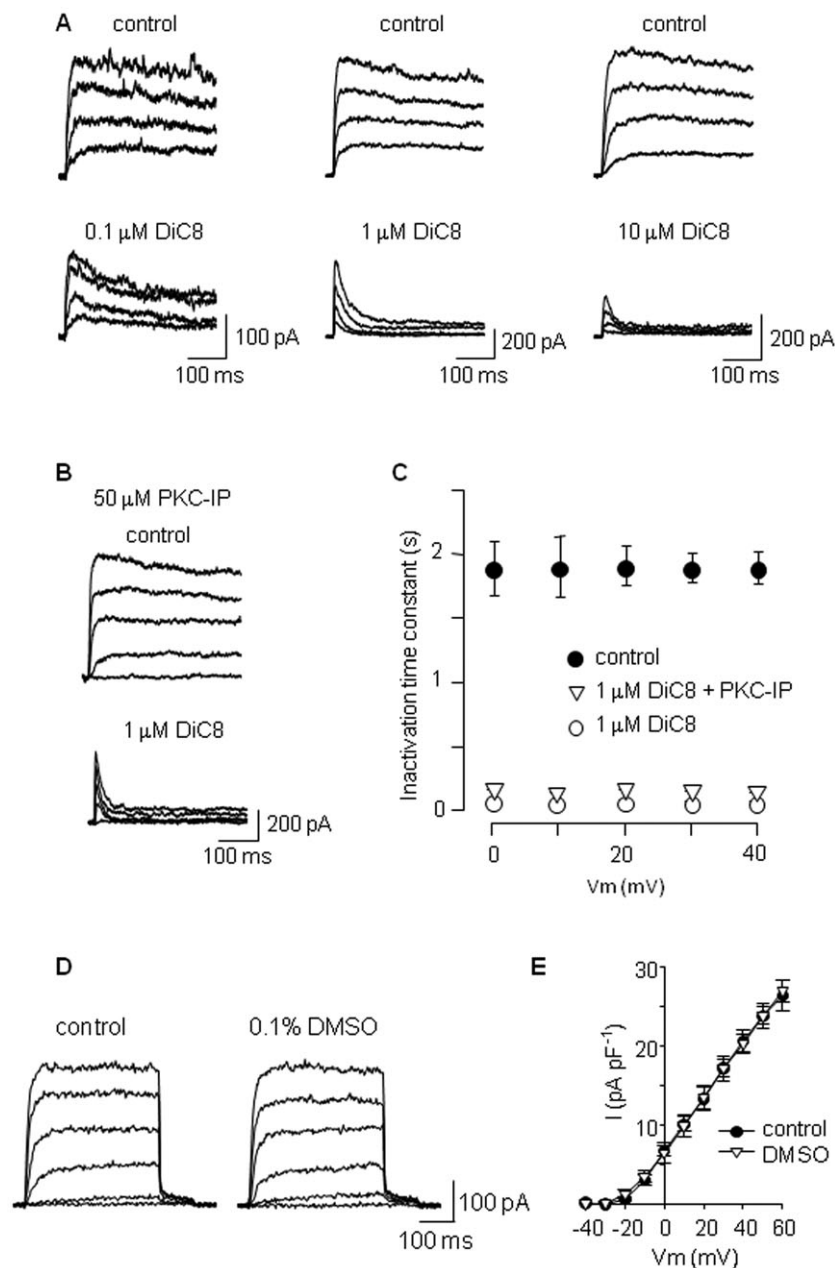 A
control control control
0.1 µM DiC8 1 µM DiC8 10 µM DiC8
100 pA 200 pA 200 pA
100 ms 100 ms 100 ms
B
50 µM PKC-IP
control
1 µM DiC8
200 pA
100 ms
C
Inactivation time constant (s)
2
1
0
control
1 µM DiC8 + PKC-IP
1 µM DiC8
0 20 40
Vm (mV)
D
control 0.1% DMSO
100 pA
100 ms
E
I (pA pF⁻¹)
30
20
10
control
DMSO
-40 -20 0 20 40 60
Vm (mV)